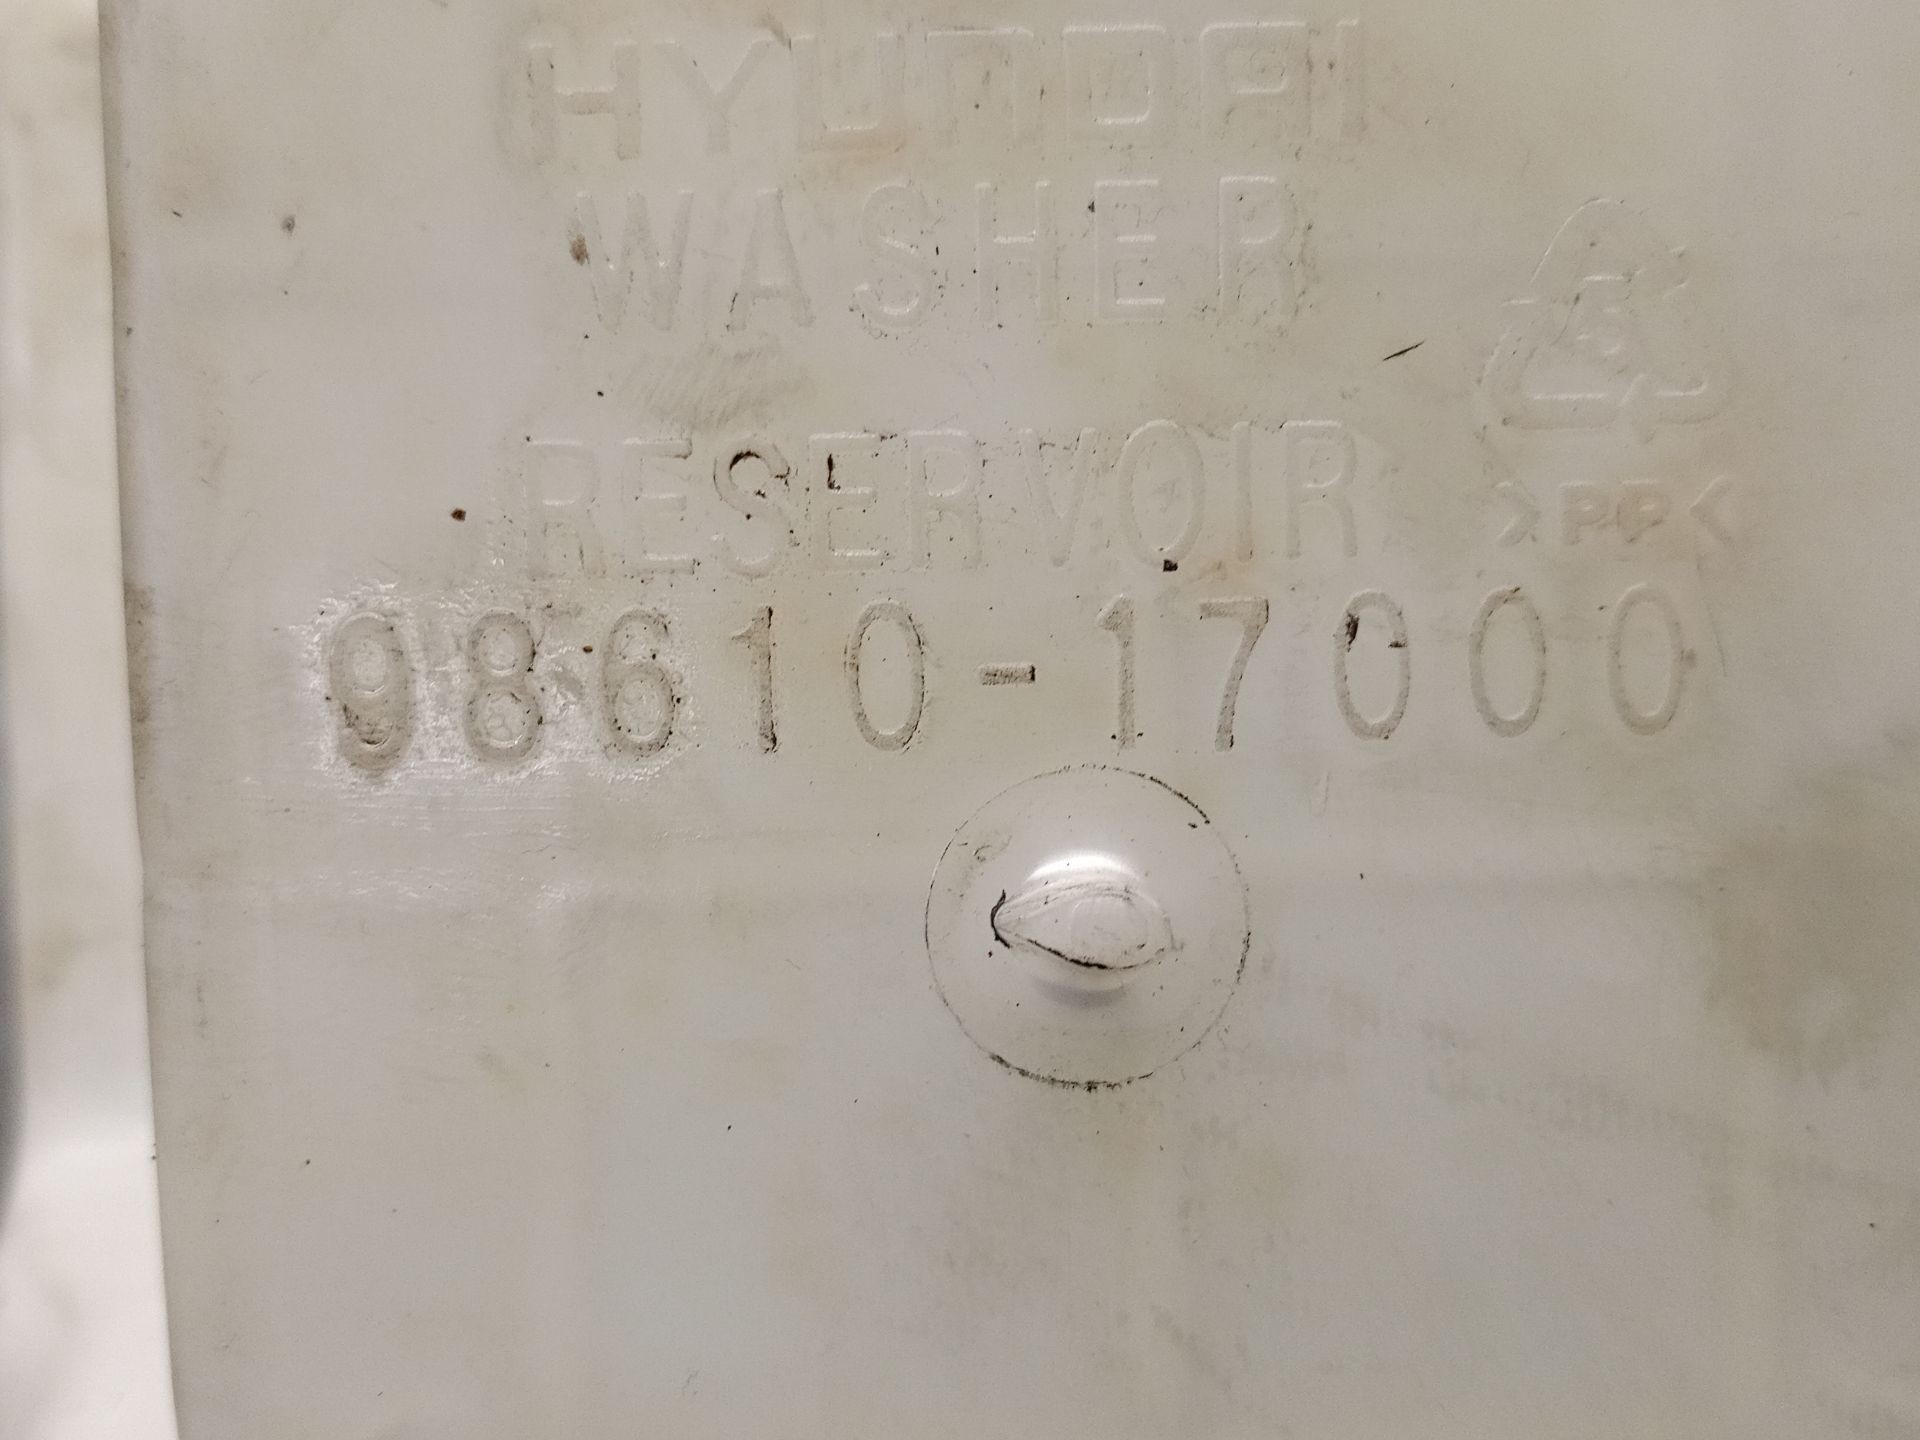 HYUNDAI
WASHER
RESERVOIR
>PP<
98610-17000